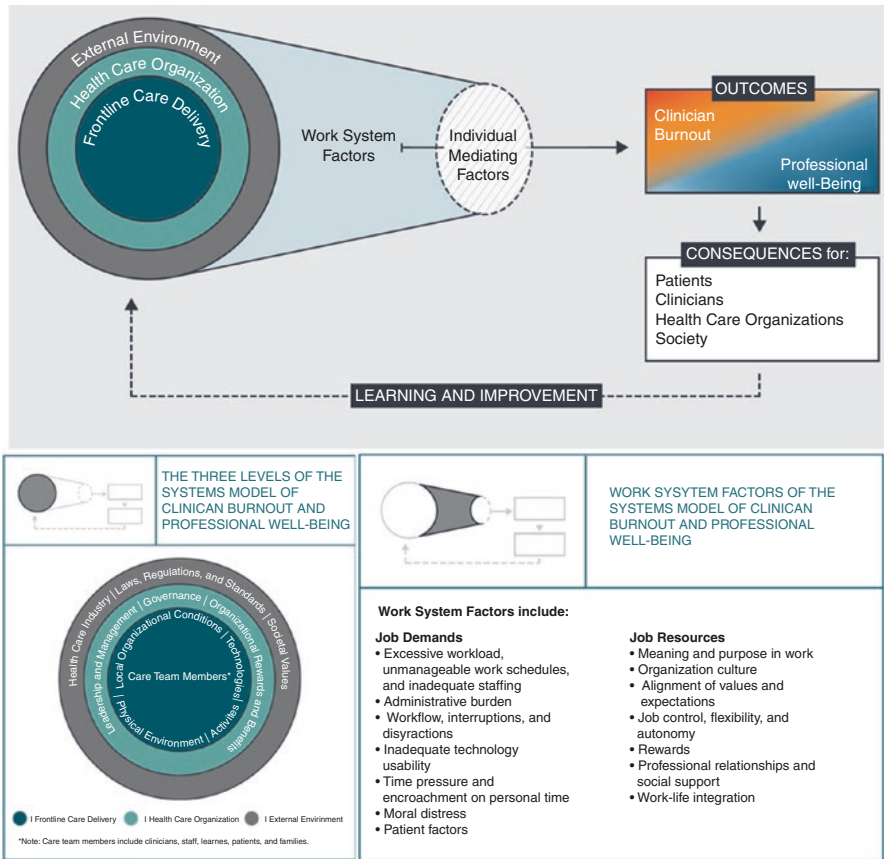 External Environment
Health Care Organization
Frontline Care Delivery
Work System
Factors
Individual
Mediating
Factors
OUTCOMES
Clinician
Burnout
Professional
well-Being
CONSEQUENCES for:
Patients
Clinicians
Health Care Organizations
Society
LEARNING AND IMPROVEMENT
THE THREE LEVELS OF THE
SYSTEMS MODEL OF
CLINICAN BURNOUT AND
PROFESSIONAL WELL-BEING
Health Care Industry | Laws, Regulations, and Standards | Societal Values
Leadership and Management | Governance | Organizational Rewards and Benefits
Physical Environment | Local Organizational Conditions | Technologies| Activites |
Care Team Members*
I Frontline Care Delivery
I Health Care Organization
I External Envirinment
*Note: Care team members include clinicians, staff, learnes, patients, and families.
WORK SYSYTEM FACTORS OF THE
SYSTEMS MODEL OF CLINICAN
BURNOUT AND PROFESSIONAL
WELL-BEING
Work System Factors include:
Job Demands
• Excessive workload,
unmanageable work schedules,
and inadequate staffing
• Administrative burden
• Workflow, interruptions, and
disyractions
• Inadequate technology
usability
• Time pressure and
encroachment on personal time
• Moral distress
• Patient factors
Job Resources
• Meaning and purpose in work
• Organization culture
• Alignment of values and
expectations
• Job control, flexibility, and
autonomy
• Rewards
• Professional relationships and
social support
• Work-life integration